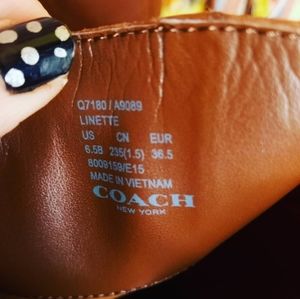 Q7180 / A9089
LINETTE
US CN EUR
6.5B 235(1.5) 36.5
8009159/E15
MADE IN VIETNAM
COACH
NEW YORK